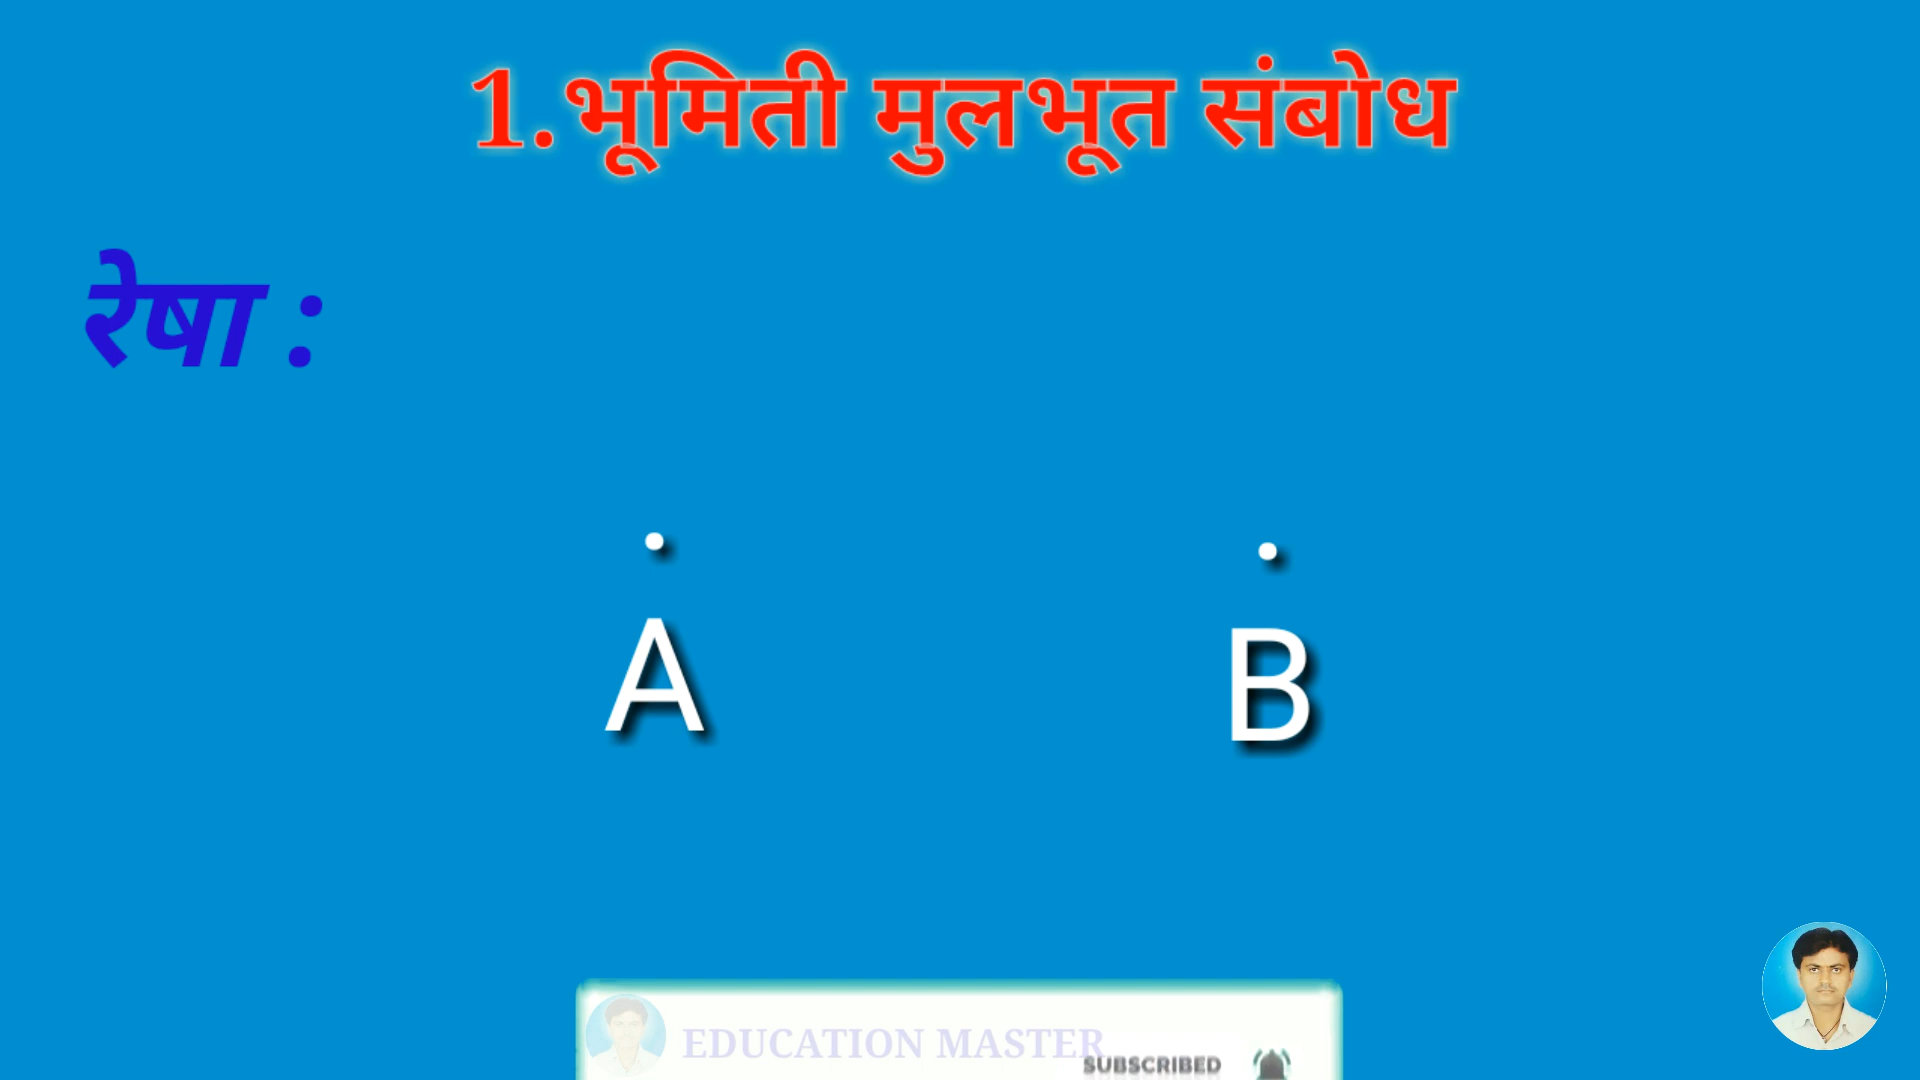 1.भूमिती मुलभूत संबोध
रेषा :
A
B
EDUCATION MASTER
SUBSCRIBED